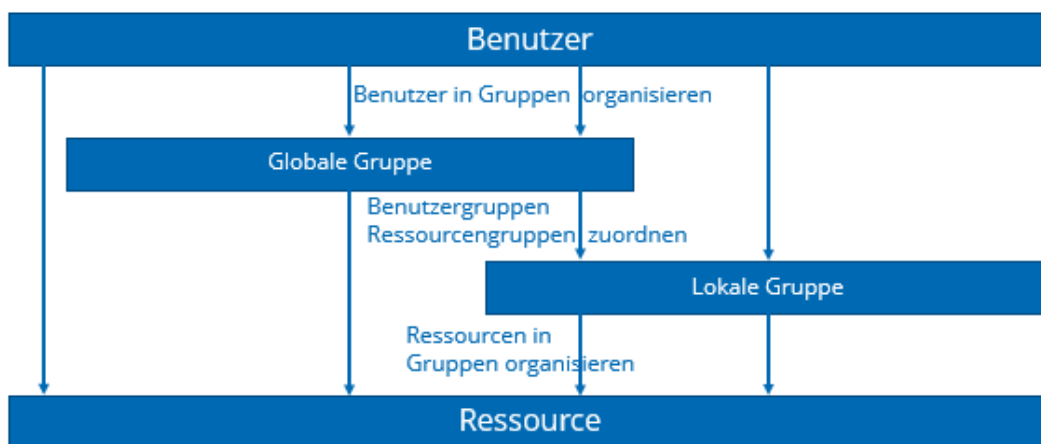 Benutzer
Benutzer in Gruppen organisieren
Globale Gruppe
Benutzergruppen
Ressourcengruppen zuordnen
Lokale Gruppe
Ressourcen in
Gruppen organisieren
Ressource